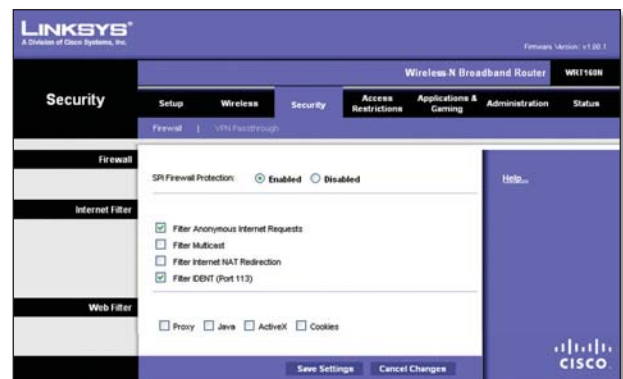 LINKSYS®
A Division of Cisco Systems, Inc.
Firmware Version: v1.00.1
Wireless-N Broadband Router WRT160N
Security
Setup Wireless Security Access Restrictions Applications & Gaming Administration Status
Firewall | VPN Passthrough
Firewall
SPI Firewall Protection: Enabled Disabled
Help...
Internet Filter
Filter Anonymous Internet Requests
Filter Multicast
Filter Internet NAT Redirection
Filter IDENT (Port 113)
Web Filter
Proxy Java ActiveX Cookies
Save Settings Cancel Changes
CISCO